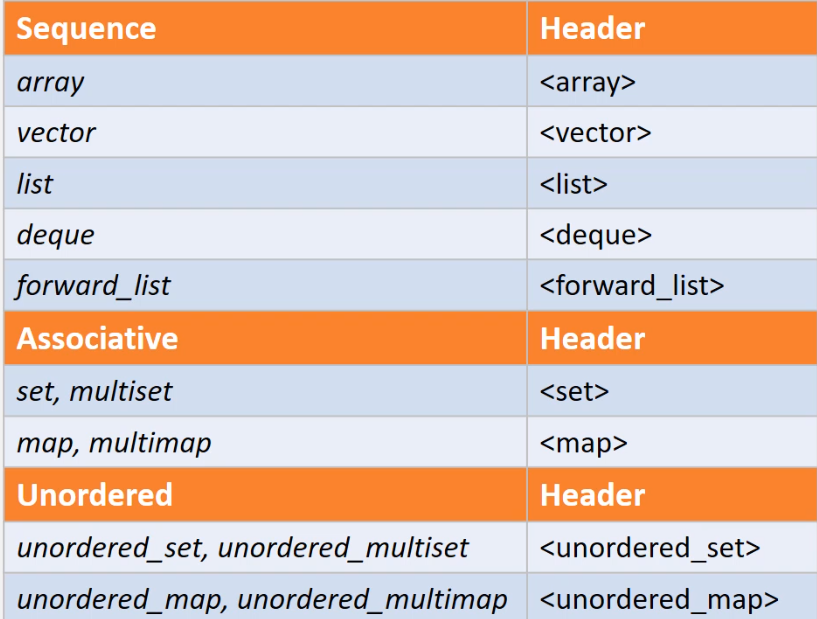 Sequence Header
array <array>
vector <vector>
list <list>
deque <deque>
forward_list <forward_list>
Associative Header
set, multiset <set>
map, multimap <map>
Unordered Header
unordered_set, unordered_multiset <unordered_set>
unordered_map, unordered_multimap <unordered_map>